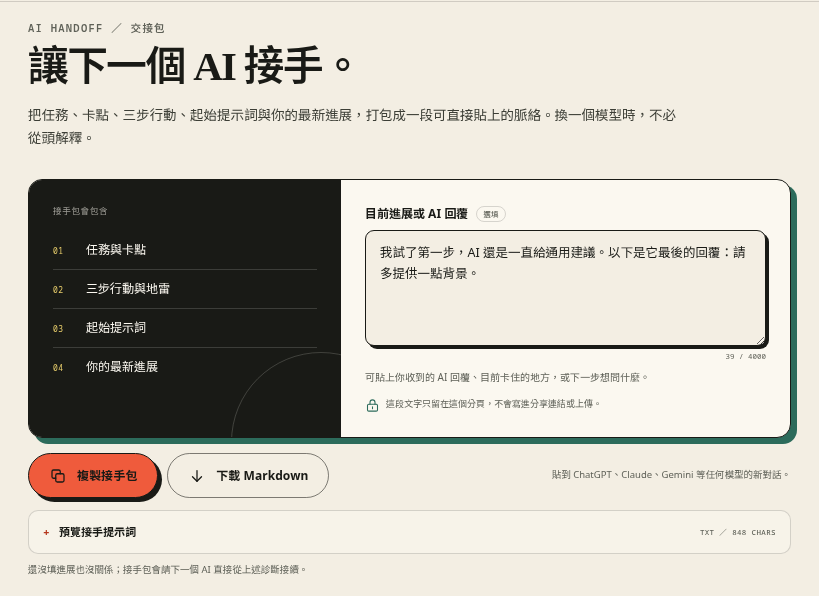 AI HANDOFF ／ 交接包
讓下一個 AI 接手。
把任務、卡點、三步行動、起始提示詞與你的最新進展，打包成一段可直接貼上的脈絡。換一個模型時，不必
從頭解釋。
接手包會包含
01 任務與卡點
02 三步行動與地雷
03 起始提示詞
04 你的最新進展
目前進展或 AI 回覆 選填
我試了第一步，AI 還是一直給通用建議。以下是它最後的回覆：請
多提供一點背景。
39 / 4000
可貼上你收到的 AI 回覆、目前卡住的地方，或下一步想問什麼。
這段文字只留在這個分頁，不會寫進分享連結或上傳。
複製接手包
下載 Markdown
貼到 ChatGPT、Claude、Gemini 等任何模型的新對話。
+ 預覽接手提示詞
TXT ／ 848 CHARS
還沒填進展也沒關係；接手包會請下一個 AI 直接從上述診斷接續。